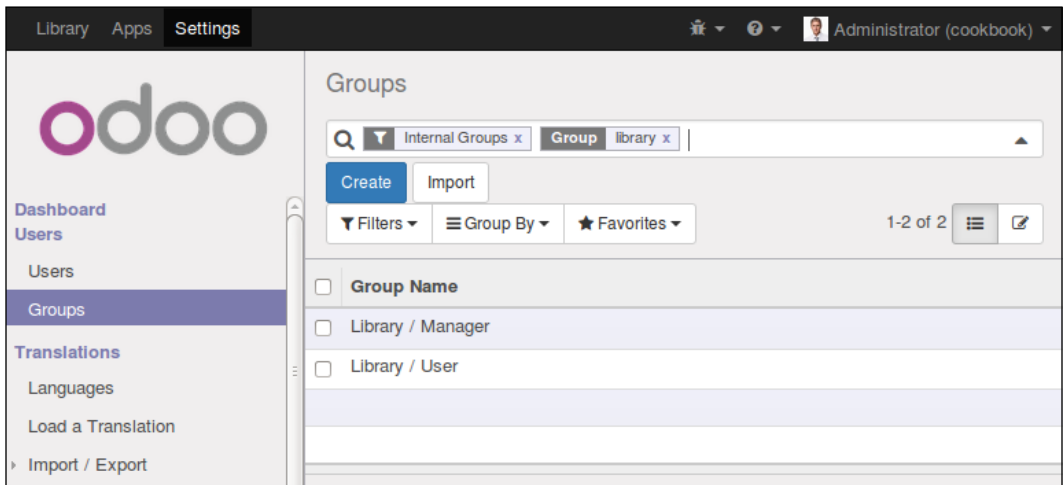 Library Apps Settings Administrator (cookbook)
odoo
Dashboard
Users
Users
Groups
Translations
Languages
Load a Translation
Import / Export
Groups
Internal Groups x Group library x
Create Import
Filters Group By Favorites 1-2 of 2
Group Name
Library / Manager
Library / User